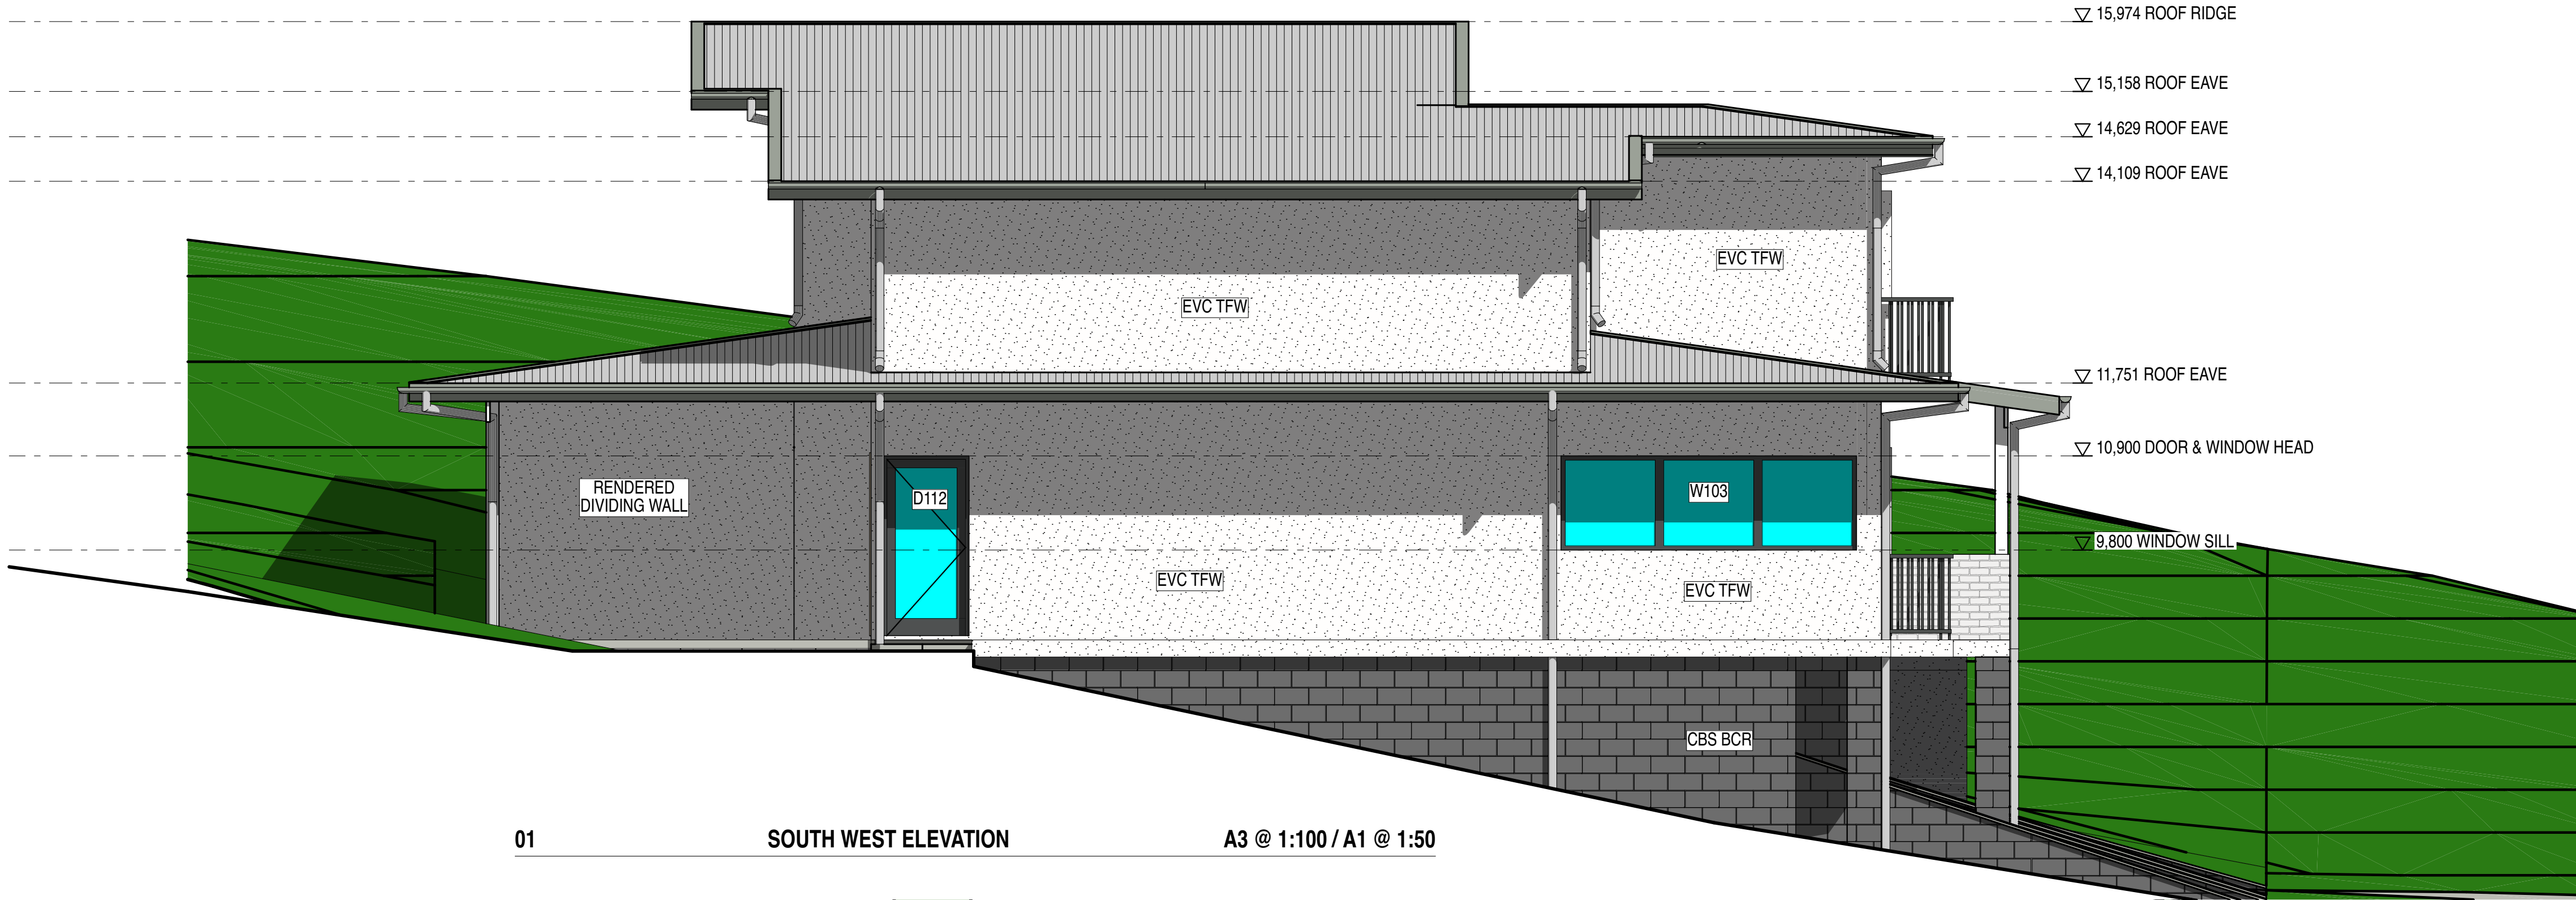 15,974 ROOF RIDGE
15,158 ROOF EAVE
14,629 ROOF EAVE
14,109 ROOF EAVE
EVC TFW
EVC TFW
11,751 ROOF EAVE
10,900 DOOR & WINDOW HEAD
RENDERED
DIVIDING WALL
D112
W103
9,800 WINDOW SILL
EVC TFW
EVC TFW
CBS BCR
01 SOUTH WEST ELEVATION A3 @ 1:100 / A1 @ 1:50